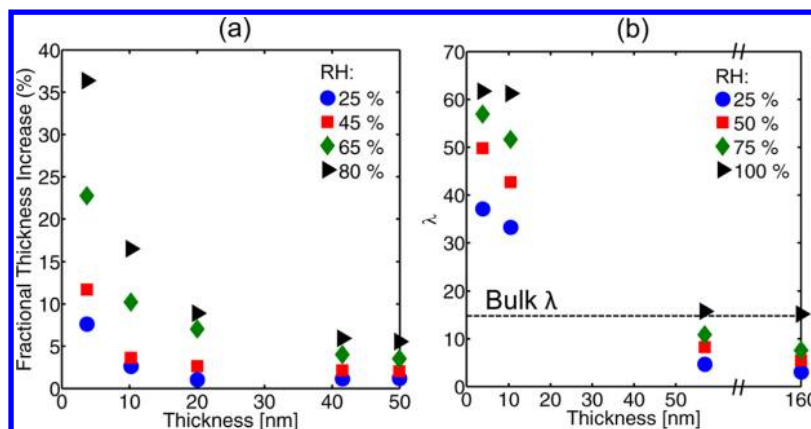 (a)
Fractional Thickness Increase (%)
40
35
30
25
20
15
10
5
0
RH:
25 %
45 %
65 %
80 %
0 10 20 30 40 50
Thickness [nm]
(b)
λ
70
60
50
40
30
20
10
0
RH:
25 %
50 %
75 %
100 %
Bulk λ
0 10 20 30 40 50 160
Thickness [nm]